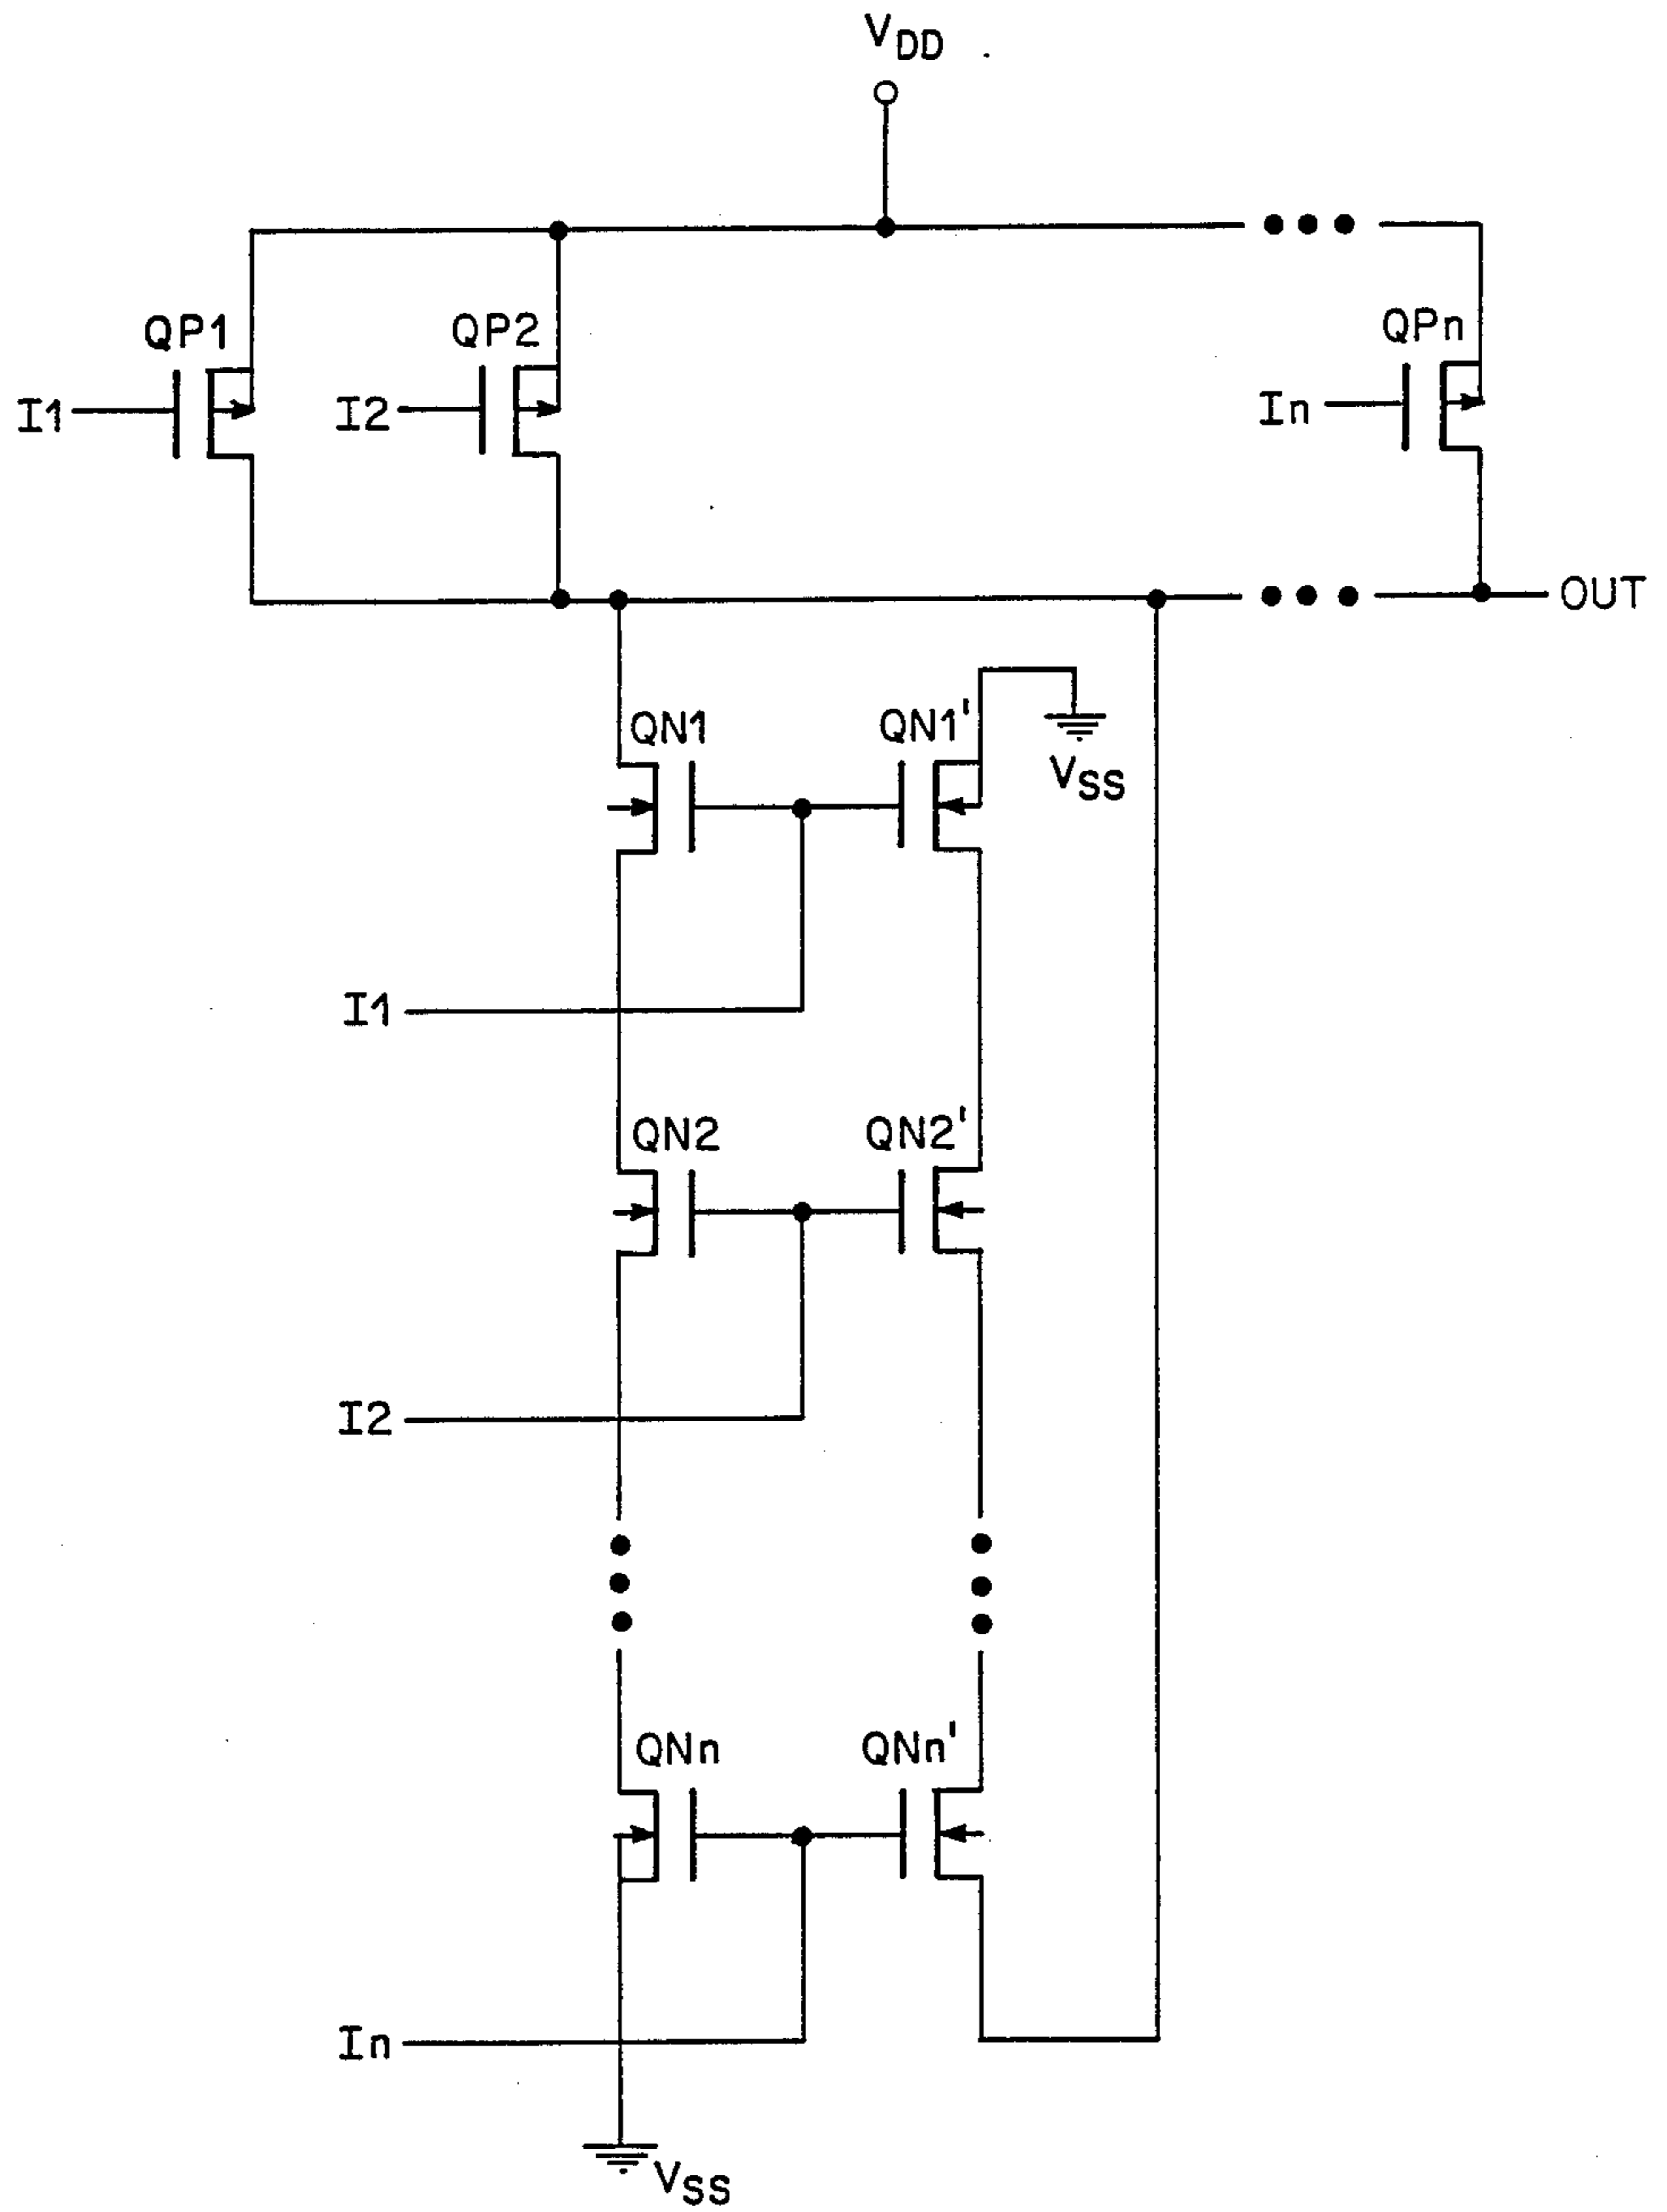 VDD
QP1
QP2
QPn
I1
I2
In
OUT
QN1
QN1'
VSS
I1
QN2
QN2'
I2
QNn
QNn'
In
VSS